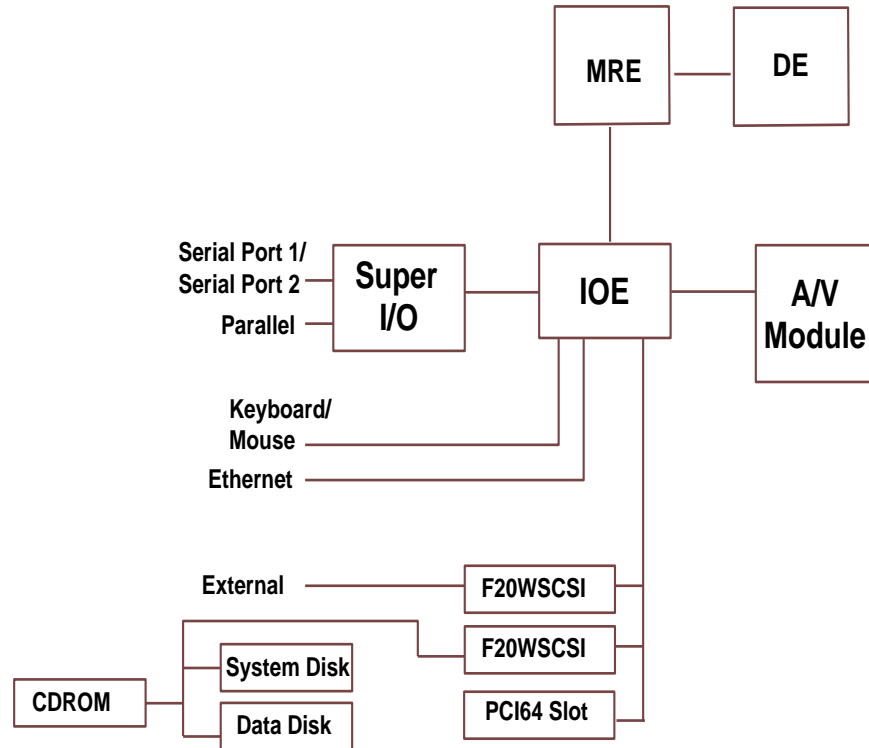 MRE
DE
Serial Port 1/
Serial Port 2
Parallel
Super
I/O
IOE
A/V
Module
Keyboard/
Mouse
Ethernet
External
F20WSCSI
F20WSCSI
System Disk
CDROM
Data Disk
PCI64 Slot